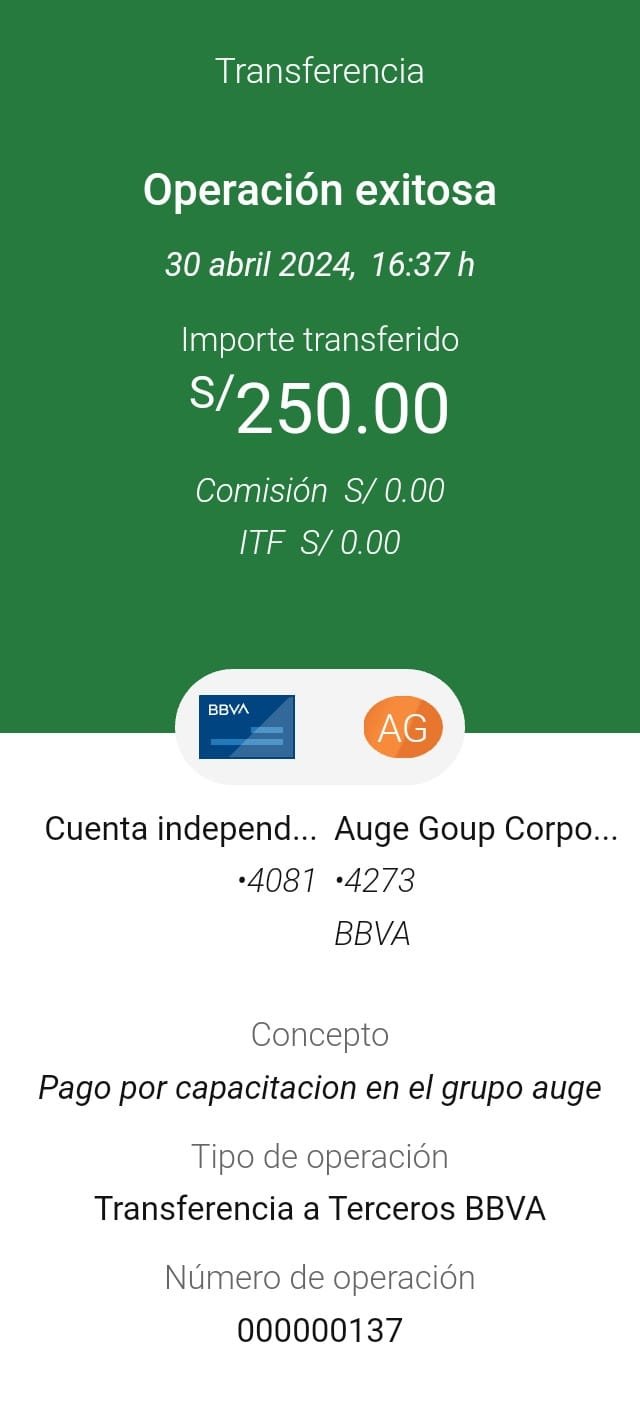 Transferencia
Operación exitosa
30 abril 2024, 16:37 h
Importe transferido
S/250.00
Comisión S/ 0.00
ITF S/ 0.00
BBVA
AG
Cuenta independ... Auge Goup Corpo...
•4081 •4273
BBVA
Concepto
Pago por capacitacion en el grupo auge
Tipo de operación
Transferencia a Terceros BBVA
Número de operación
000000137